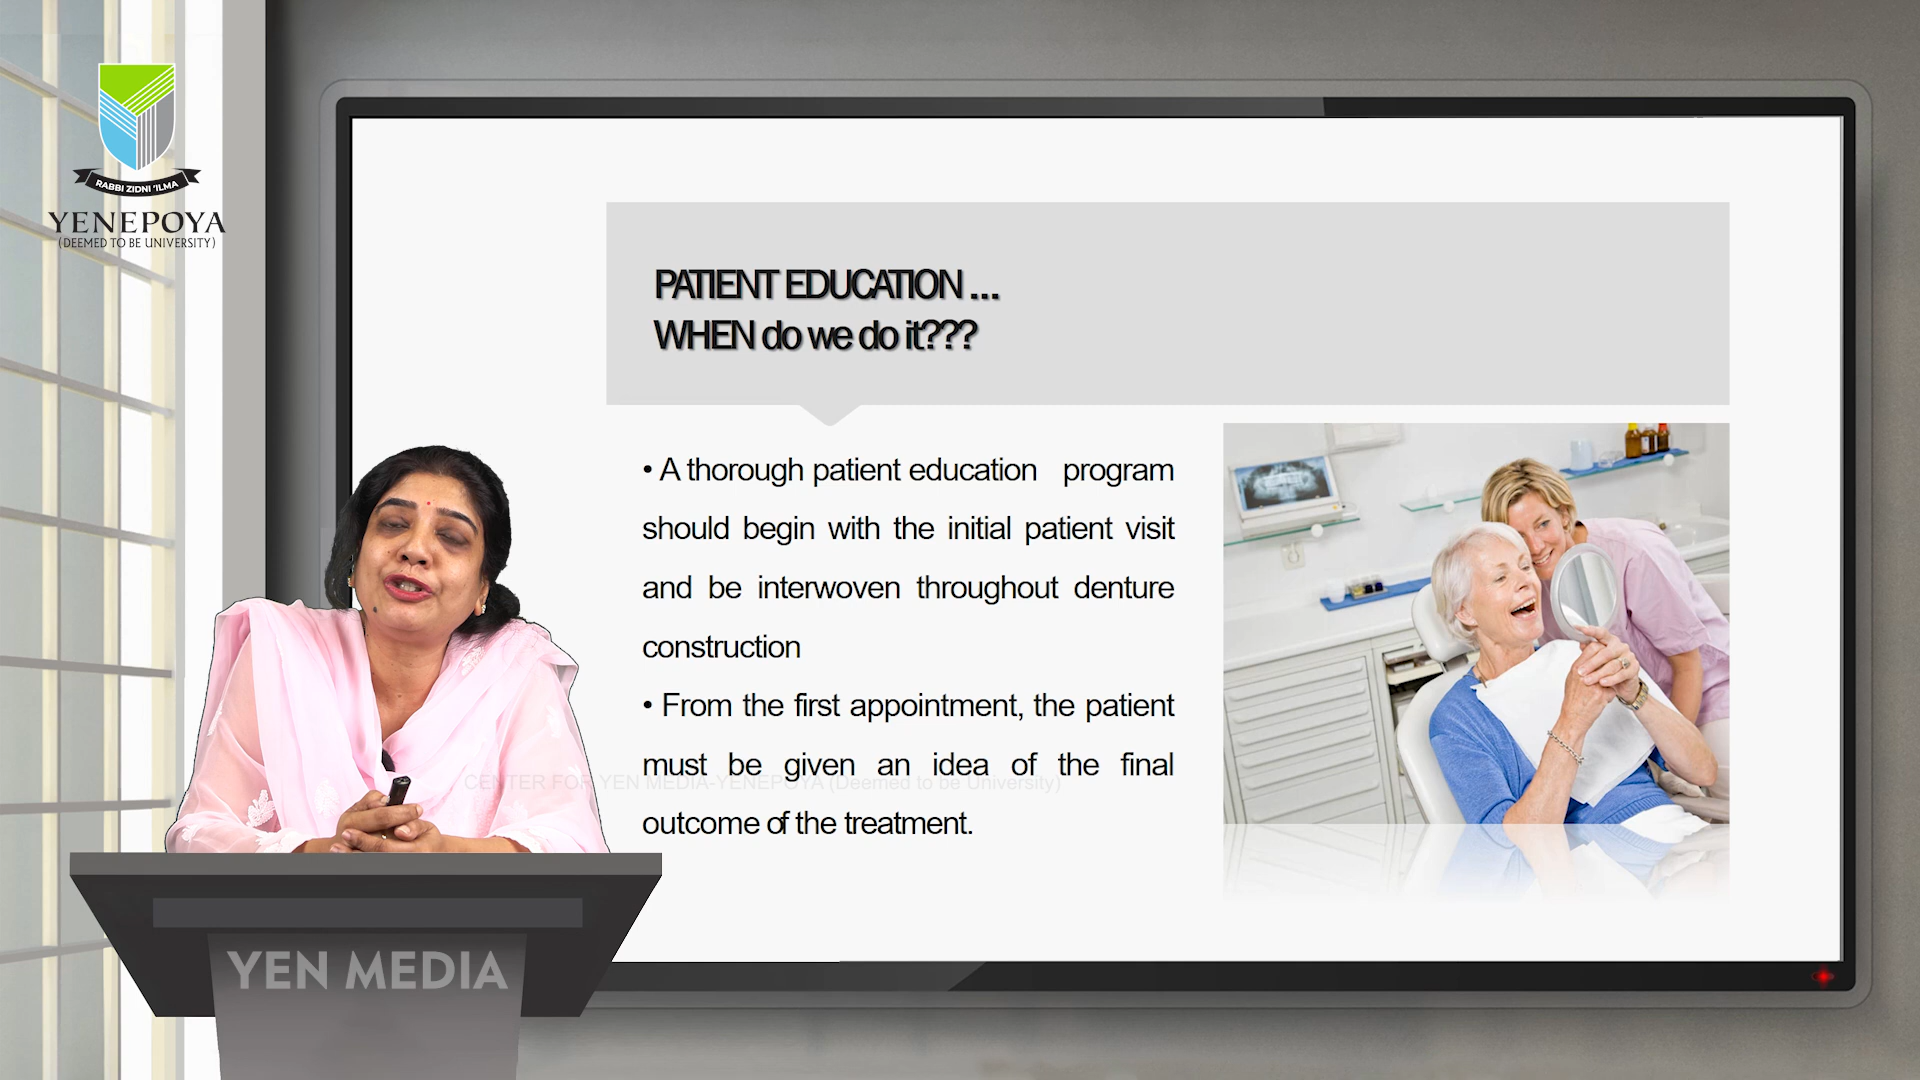 RABBI ZIDNI 'ILMA
YENEPOYA
(DEEMED TO BE UNIVERSITY)
PATIENT EDUCATION ...
WHEN do we do it???
• A thorough patient education program
should begin with the initial patient visit
and be interwoven throughout denture
construction
• From the first appointment, the patient
must be given an idea of the final
outcome of the treatment.
CENTER FOR YEN MEDIA-YENEPOYA (Deemed to be University)
YEN MEDIA